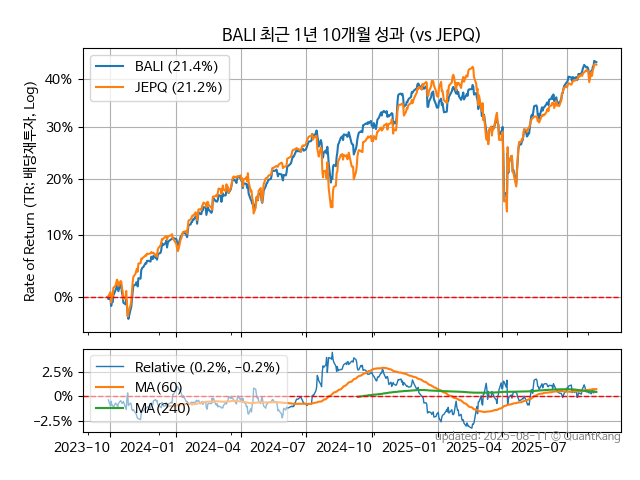 BALI 최근 1년 10개월 성과 (vs JEPQ)
Rate of Return (TR: 배당재투자, Log)
BALI (21.4%)
JEPQ (21.2%)
40%
30%
20%
10%
0%
2.5%
0%
−2.5%
Relative (0.2%, −0.2%)
MA(60)
MA(240)
2023-10
2024-01
2024-04
2024-07
2024-10
2025-01
2025-04
2025-07
updated: 2025-08-11 © QuantKang